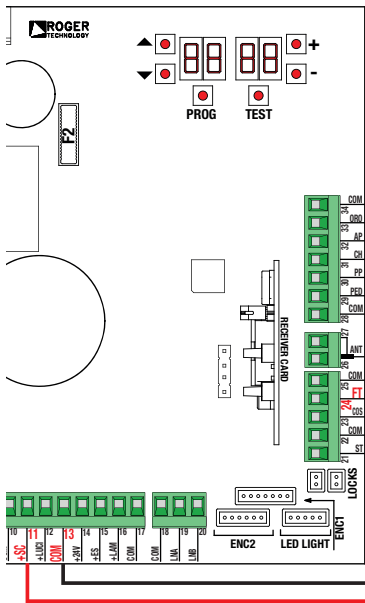 ROGER
TECHNOLOGY
+
-
PROG TEST
F2
COM
34
ORO
33
AP
32
CH
31
PP
30
PED
29
COM
28
27
ANT
26
COM
25
FT
24
COS
23
COM
22
ST
21
RECEIVER CARD
LOCKS
ENC1
ENC2 LED LIGHT
10 11 12 13 14 15 16 17 18 19 20
+SC +LUCI COM +24V +ES +LAM COM COM LNA LNB